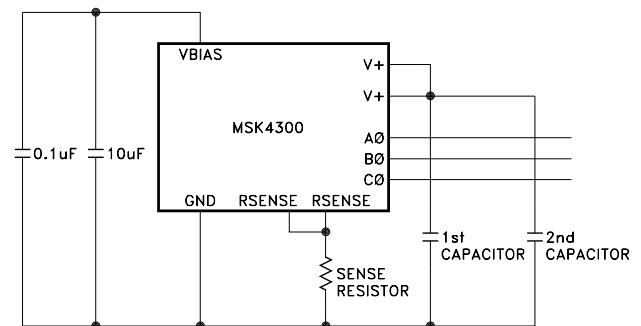 VBIAS
V+
V+
MSK4300
AØ
BØ
CØ
0.1uF
10uF
GND
RSENSE
RSENSE
1st
CAPACITOR
2nd
CAPACITOR
SENSE
RESISTOR